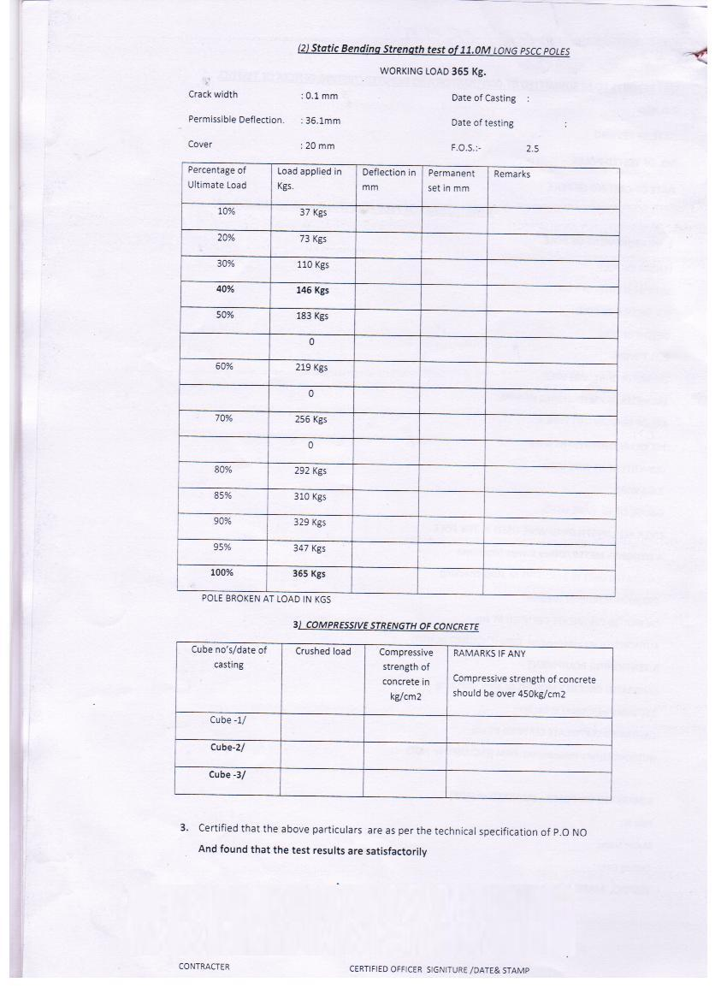 (2) Static Bending Strength test of 11.0M LONG PSCC POLES
WORKING LOAD 365 Kg.
Crack width : 0.1 mm Date of Casting :
Permissible Deflection. : 36.1mm Date of testing :
Cover : 20 mm F.O.S.:- 2.5
Percentage of Ultimate Load Load applied in Kgs. Deflection in mm Permanent set in mm Remarks
10% 37 Kgs
20% 73 Kgs
30% 110 Kgs
40% 146 Kgs
50% 183 Kgs
0
60% 219 Kgs
0
70% 256 Kgs
0
80% 292 Kgs
85% 310 Kgs
90% 329 Kgs
95% 347 Kgs
100% 365 Kgs
POLE BROKEN AT LOAD IN KGS
3) COMPRESSIVE STRENGTH OF CONCRETE
Cube no's/date of casting Crushed load Compressive strength of concrete in kg/cm2 RAMARKS IF ANY
Compressive strength of concrete should be over 450kg/cm2
Cube -1/
Cube-2/
Cube -3/
3. Certified that the above particulars are as per the technical specification of P.O NO
And found that the test results are satisfactorily
CONTRACTER CERTIFIED OFFICER SIGNITURE /DATE& STAMP